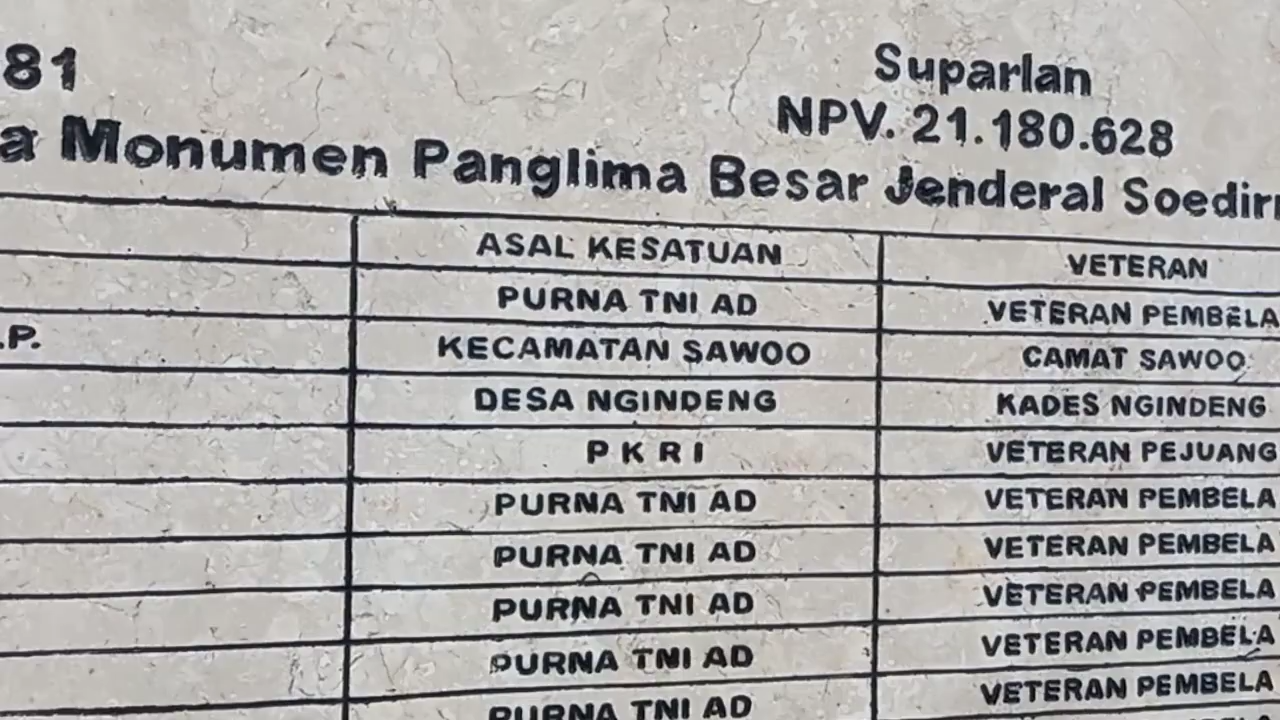 81
Suparlan
NPV. 21.180.628
a Monumen Panglima Besar Jenderal Soedir
ASAL KESATUAN VETERAN
PURNA TNI AD VETERAN PEMBELA
.P. KECAMATAN SAWOO CAMAT SAWOO
DESA NGINDENG KADES NGINDENG
P K R I VETERAN PEJUANG
PURNA TNI AD VETERAN PEMBELA
PURNA TNI AD VETERAN PEMBELA
PURNA TNI AD VETERAN PEMBELA
PURNA TNI AD VETERAN PEMBELA
PURNA TNI AD VETERAN PEMBELA